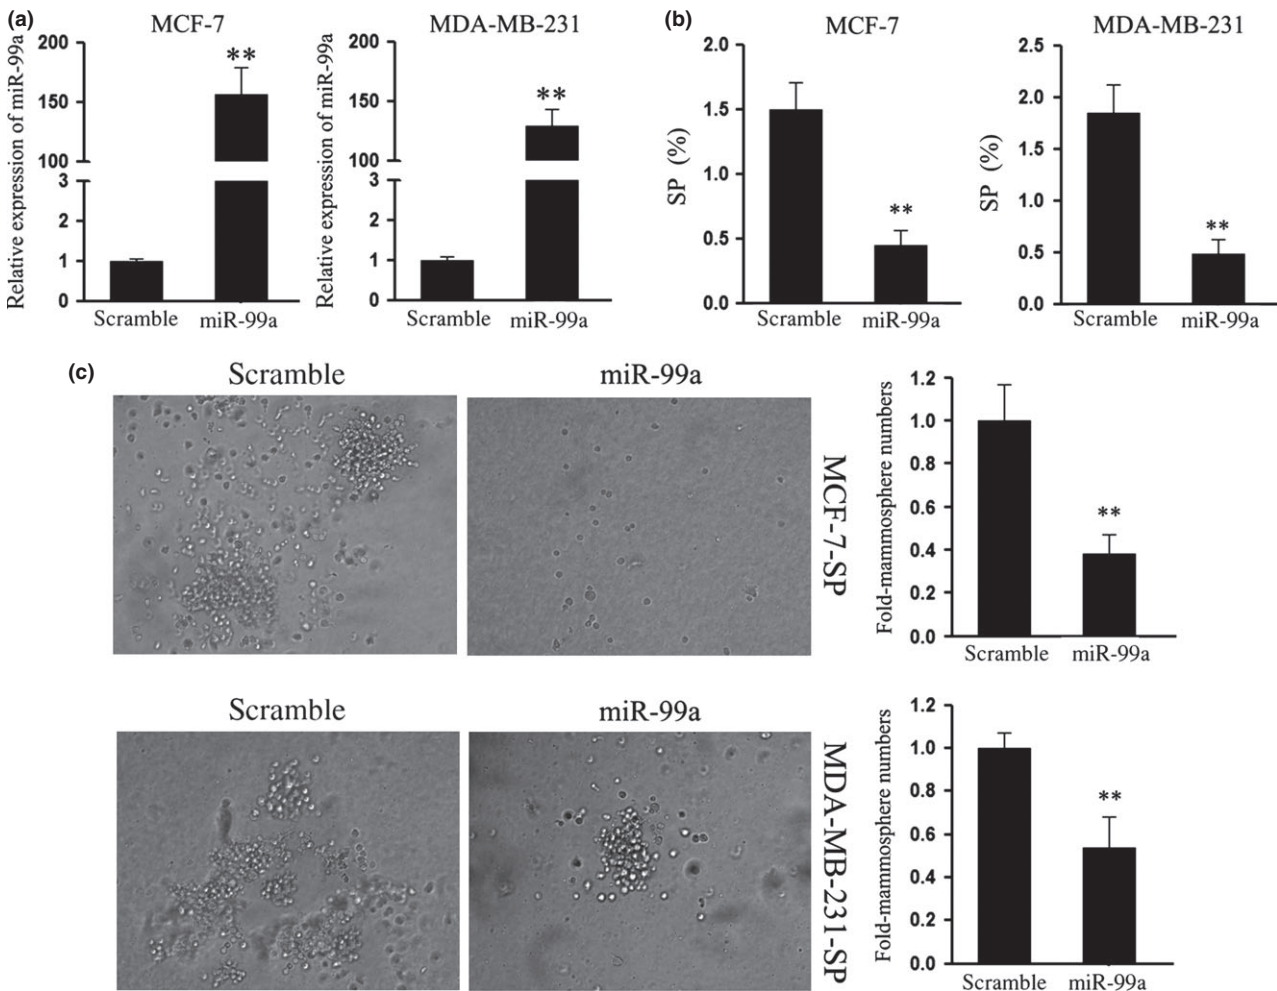 (a)
MCF-7
Relative expression of miR-99a
200
150
100
3
2
1
0
**
Scramble
miR-99a
MDA-MB-231
Relative expression of miR-99a
200
150
100
3
2
1
0
**
Scramble
miR-99a
(b)
MCF-7
SP (%)
2.0
1.5
1.0
0.5
0.0
**
Scramble
miR-99a
MDA-MB-231
SP (%)
2.5
2.0
1.5
1.0
0.5
0.0
**
Scramble
miR-99a
(c)
Scramble
miR-99a
MCF-7-SP
Fold-mammosphere numbers
1.2
1.0
0.8
0.6
0.4
0.2
0.0
**
Scramble
miR-99a
Scramble
miR-99a
MDA-MB-231-SP
Fold-mammosphere numbers
1.2
1.0
0.8
0.6
0.4
0.2
0.0
**
Scramble
miR-99a